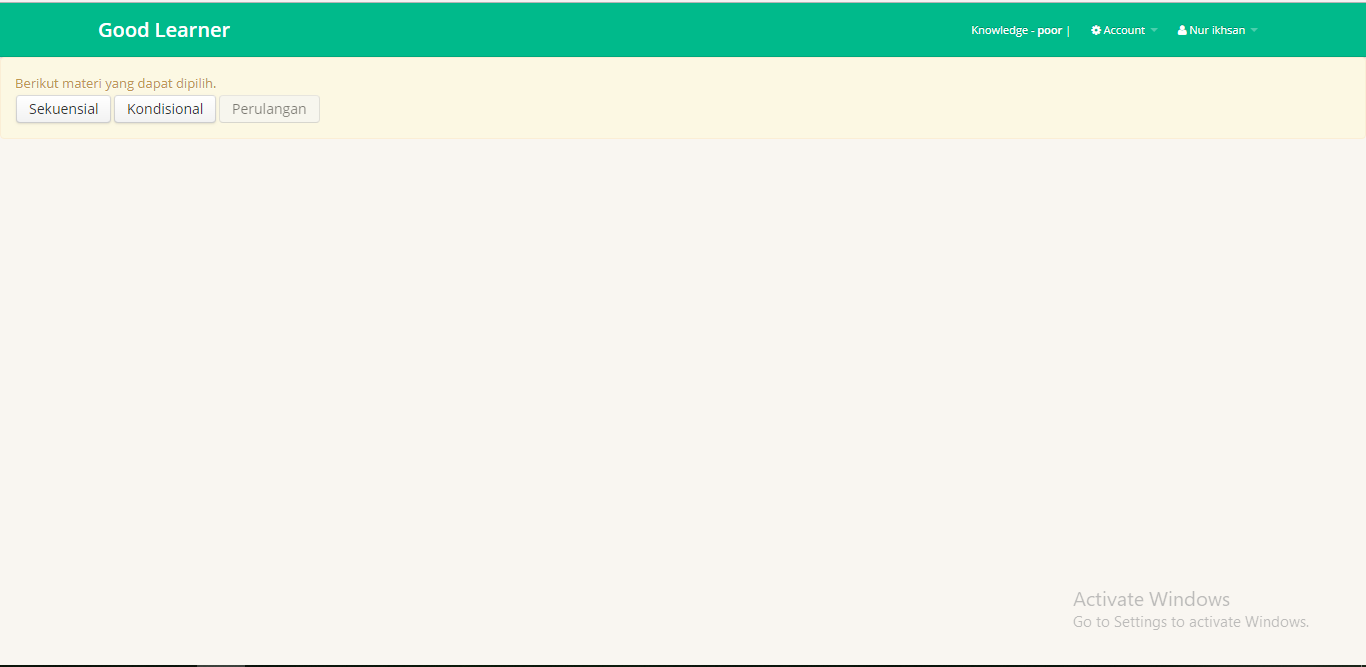 Good Learner
Knowledge - poor | Account Nur ikhsan
Berikut materi yang dapat dipilih.
Sekuensial Kondisional Perulangan
Activate Windows
Go to Settings to activate Windows.